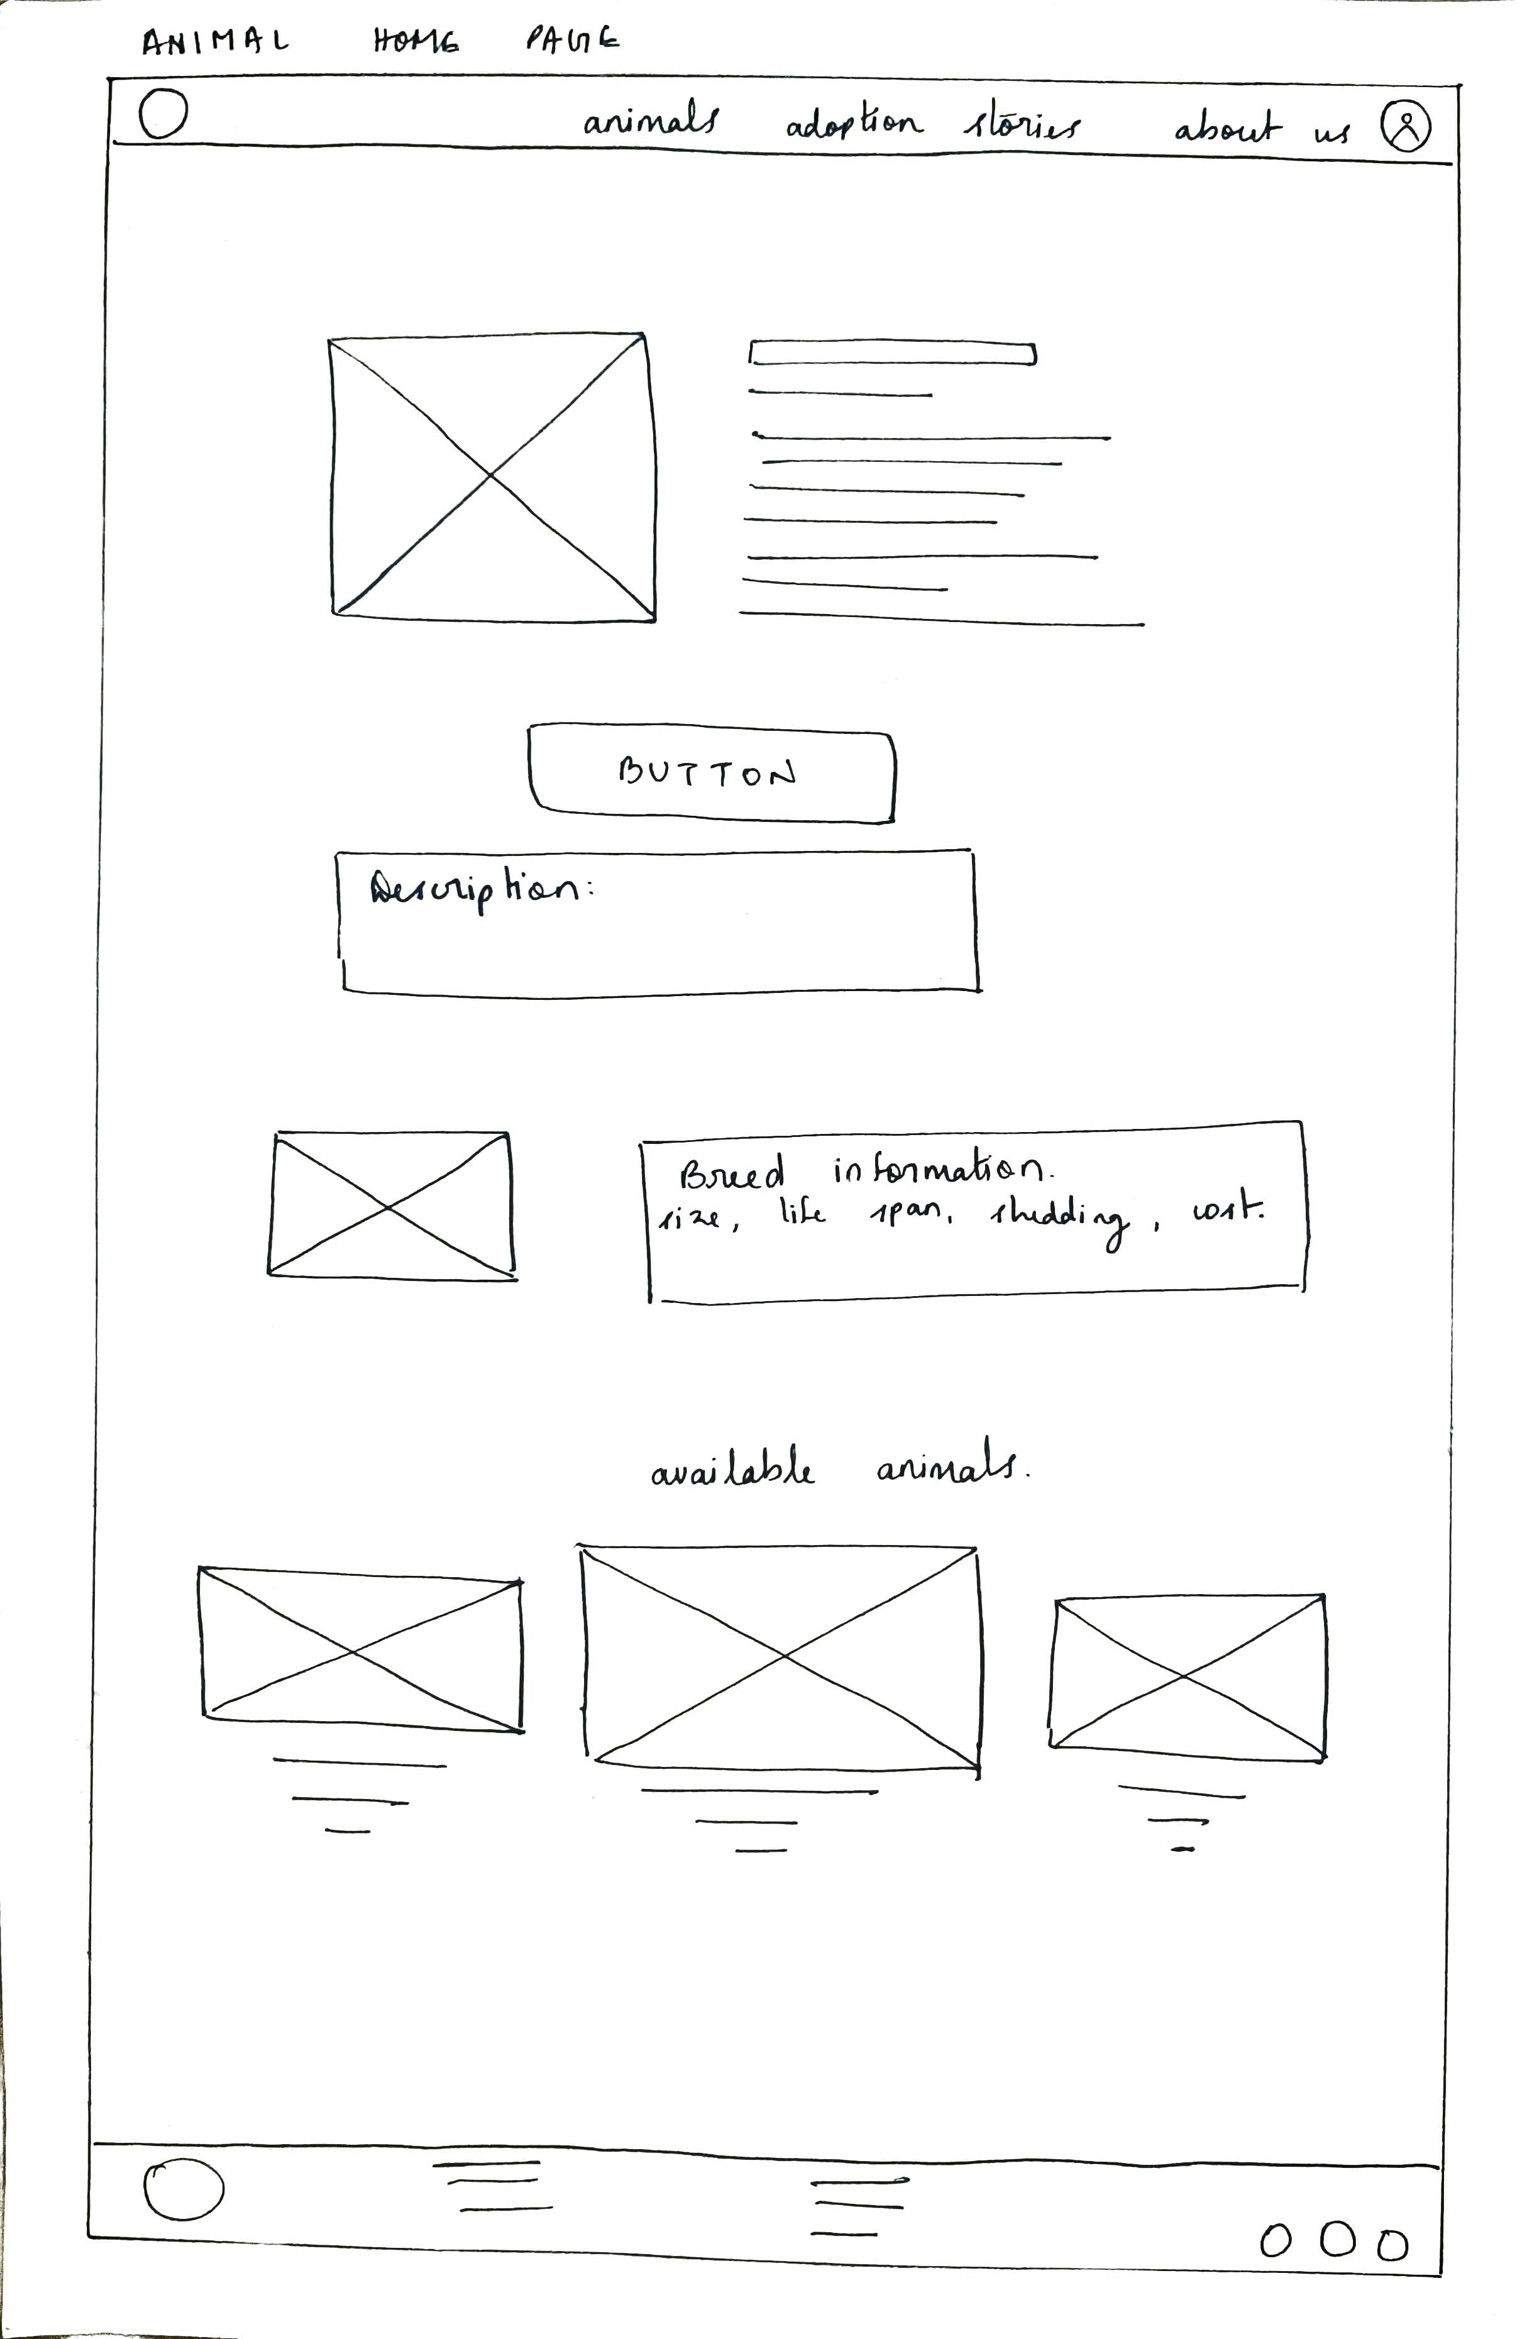 ANIMAL HOME PAGE
animals adoption stories about us
BUTTON
Description:
Breed information.
size, life span, shedding, cost.
available animals.